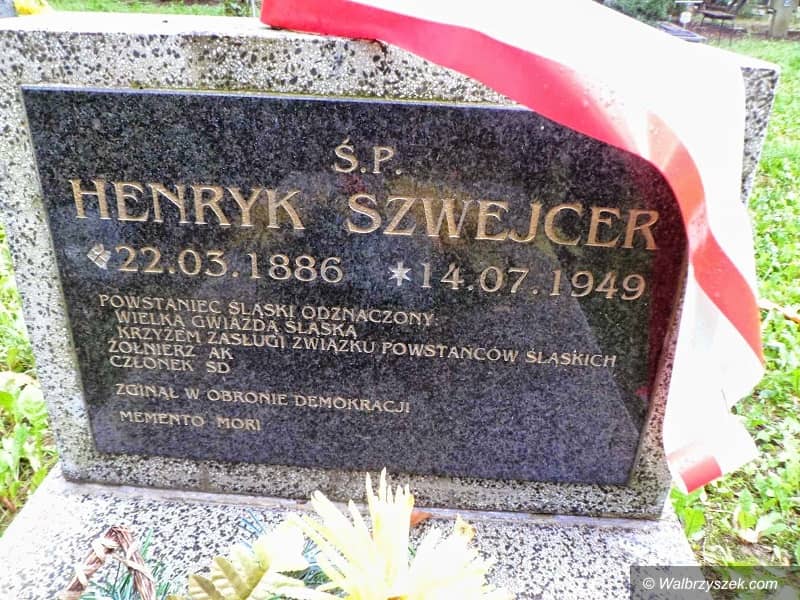 Ś.P.
HENRYK SZWEJCER
22.03.1886 14.07.1949
POWSTANIEC ŚLĄSKI ODZNACZONY:
WIELKĄ GWIAZDĄ ŚLĄSKĄ
KRZYŻEM ZASŁUGI ZWIĄZKU POWSTAŃCÓW ŚLĄSKICH
ŻOŁNIERZ AK
CZŁONEK SD
ZGINĄŁ W OBRONIE DEMOKRACJI
MEMENTO MORI
© Walbrzyszek.com